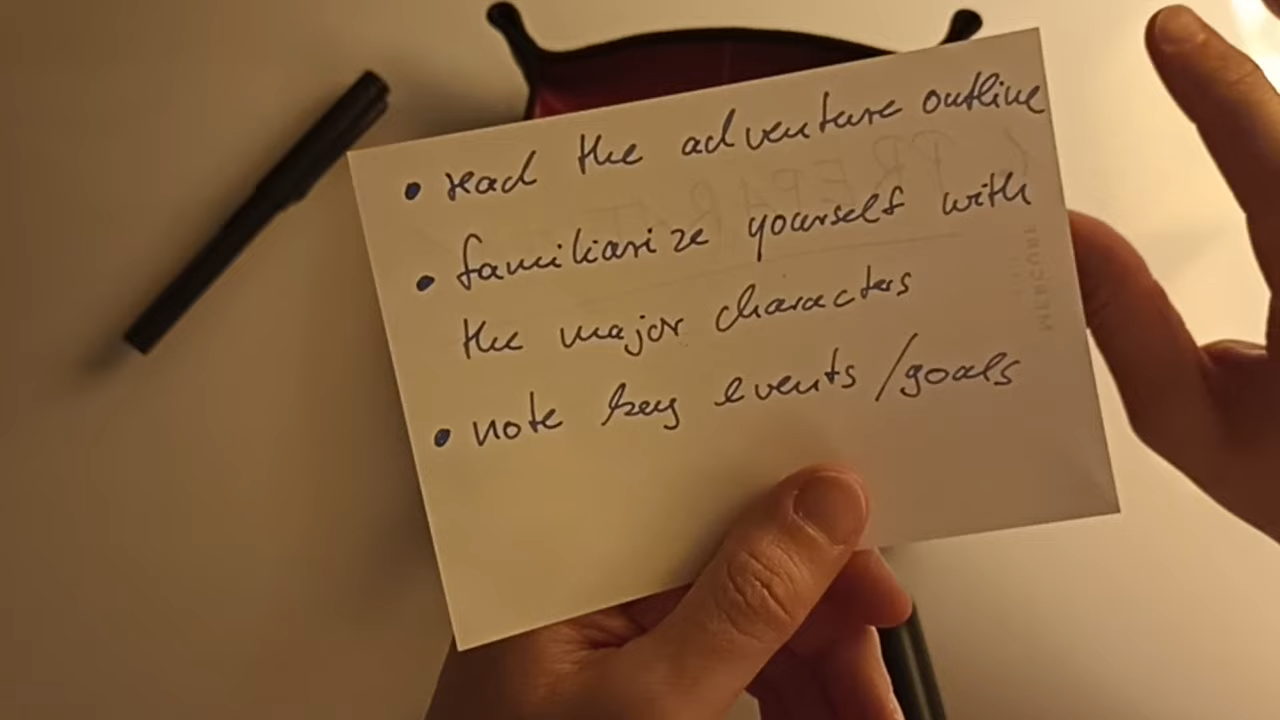 • read the adventure outline
• familiarize yourself with
the major characters
• note key events/goals